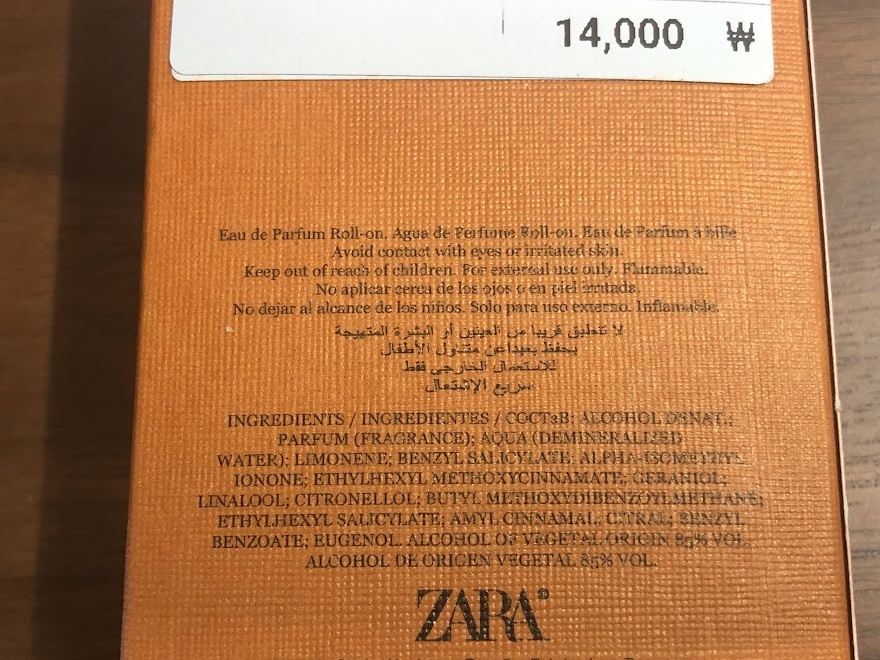 14,000 ₩
Eau de Parfum Roll-on. Agua de Perfume Roll-on. Eau de Parfum à bille
Avoid contact with eyes or irritated skin.
Keep out of reach of children. For external use only. Flammable.
No aplicar cerca de los ojos o en piel irritada.
No dejar al alcance de los niños. Solo para uso externo. Inflamable.
لا تنطبق قريبا من العينين أو البشرة المتهيجة
يحفظ بعيدا عن متناول الأطفال
للاستعمال الخارجي فقط
سريع الإشتعال
INGREDIENTS / INGREDIENTES / COCTaB: ALCOHOL DENAT.;
PARFUM (FRAGRANCE); AQUA (DEMINERALIZED
WATER); LIMONENE; BENZYL SALICYLATE; ALPHA-ISOMETHYL
IONONE; ETHYLHEXYL METHOXYCINNAMATE; GERANIOL;
LINALOOL; CITRONELLOL; BUTYL METHOXYDIBENZOYLMETHANE;
ETHYLHEXYL SALICYLATE; AMYL CINNAMAL; CITRAL; BENZYL
BENZOATE; EUGENOL. ALCOHOL OF VEGETAL ORIGIN 85% VOL.
ALCOHOL DE ORIGEN VEGETAL 85% VOL.
ZARA®